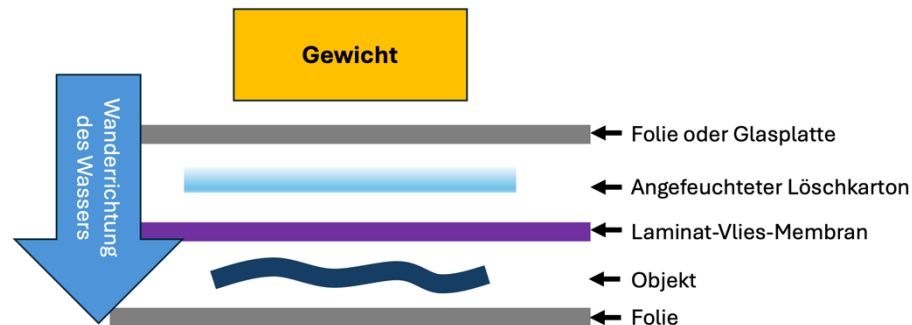 Gewicht
Wanderrichtung
des Wassers
Folie oder Glasplatte
Angefeuchteter Löschkarton
Laminat-Vlies-Membran
Objekt
Folie